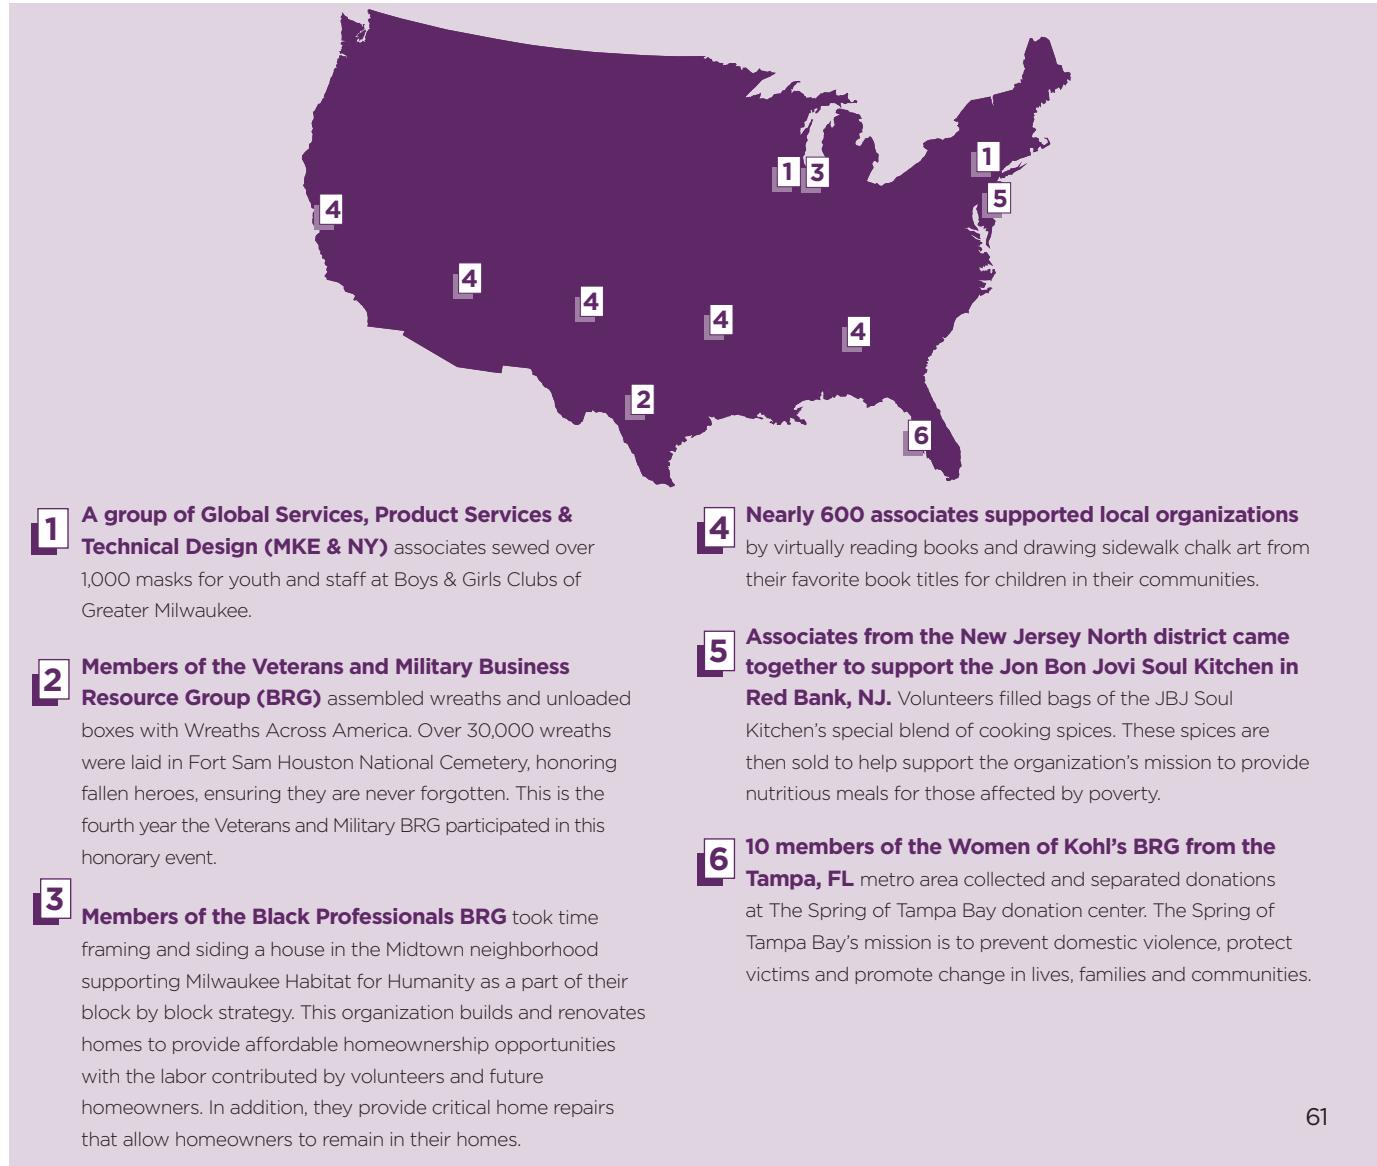 1 3
1
5
4
4
4
4
4
2
6
1 A group of Global Services, Product Services &
Technical Design (MKE & NY) associates sewed over
1,000 masks for youth and staff at Boys & Girls Clubs of
Greater Milwaukee.
2 Members of the Veterans and Military Business
Resource Group (BRG) assembled wreaths and unloaded
boxes with Wreaths Across America. Over 30,000 wreaths
were laid in Fort Sam Houston National Cemetery, honoring
fallen heroes, ensuring they are never forgotten. This is the
fourth year the Veterans and Military BRG participated in this
honorary event.
3 Members of the Black Professionals BRG took time
framing and siding a house in the Midtown neighborhood
supporting Milwaukee Habitat for Humanity as a part of their
block by block strategy. This organization builds and renovates
homes to provide affordable homeownership opportunities
with the labor contributed by volunteers and future
homeowners. In addition, they provide critical home repairs
that allow homeowners to remain in their homes.
4 Nearly 600 associates supported local organizations
by virtually reading books and drawing sidewalk chalk art from
their favorite book titles for children in their communities.
5 Associates from the New Jersey North district came
together to support the Jon Bon Jovi Soul Kitchen in
Red Bank, NJ. Volunteers filled bags of the JBJ Soul
Kitchen’s special blend of cooking spices. These spices are
then sold to help support the organization’s mission to provide
nutritious meals for those affected by poverty.
6 10 members of the Women of Kohl’s BRG from the
Tampa, FL metro area collected and separated donations
at The Spring of Tampa Bay donation center. The Spring of
Tampa Bay’s mission is to prevent domestic violence, protect
victims and promote change in lives, families and communities.
61